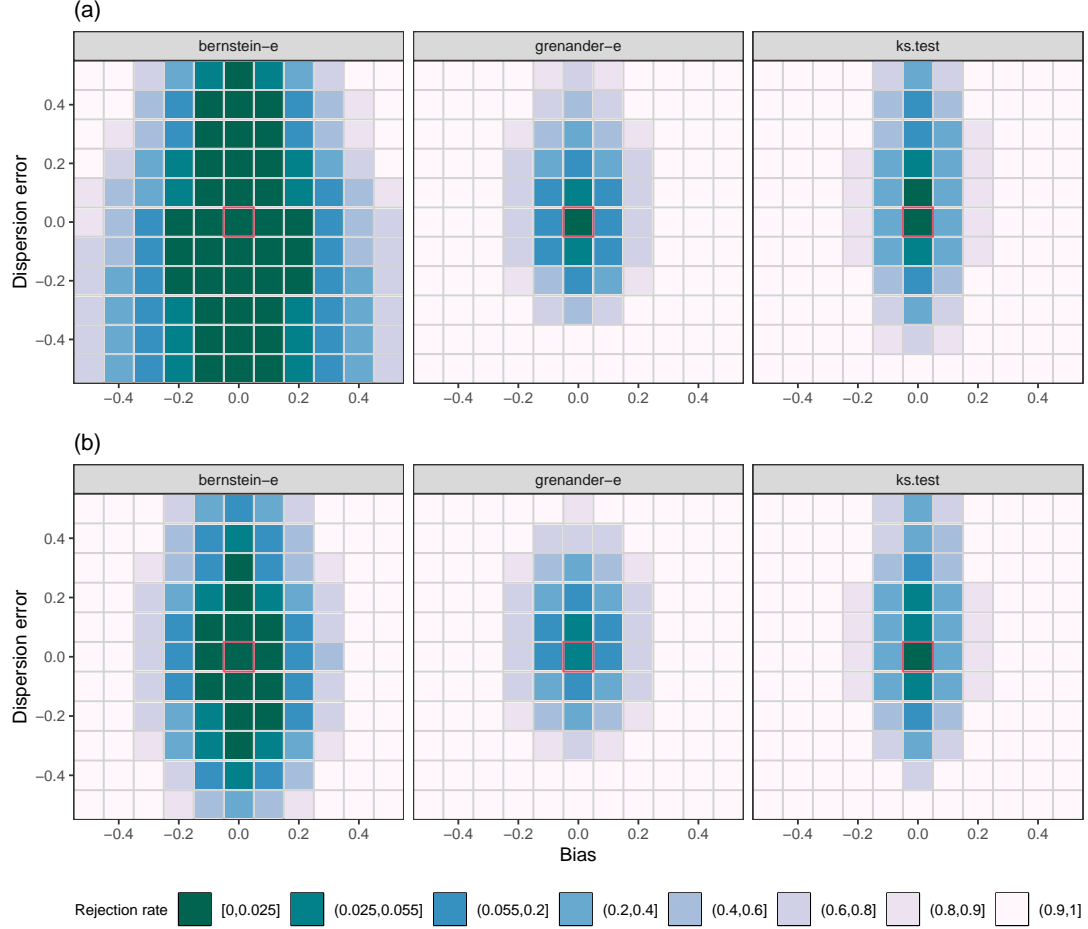 (a)
bernstein−e grenander−e ks.test
0.4
0.2
0.0
−0.2
−0.4
Dispersion error
−0.4 −0.2 0.0 0.2 0.4 −0.4 −0.2 0.0 0.2 0.4 −0.4 −0.2 0.0 0.2 0.4
(b)
bernstein−e grenander−e ks.test
0.4
0.2
0.0
−0.2
−0.4
Dispersion error
−0.4 −0.2 0.0 0.2 0.4 −0.4 −0.2 0.0 0.2 0.4 −0.4 −0.2 0.0 0.2 0.4
Bias
Rejection rate [0,0.025] (0.025,0.055] (0.055,0.2] (0.2,0.4] (0.4,0.6] (0.6,0.8] (0.8,0.9] (0.9,1]